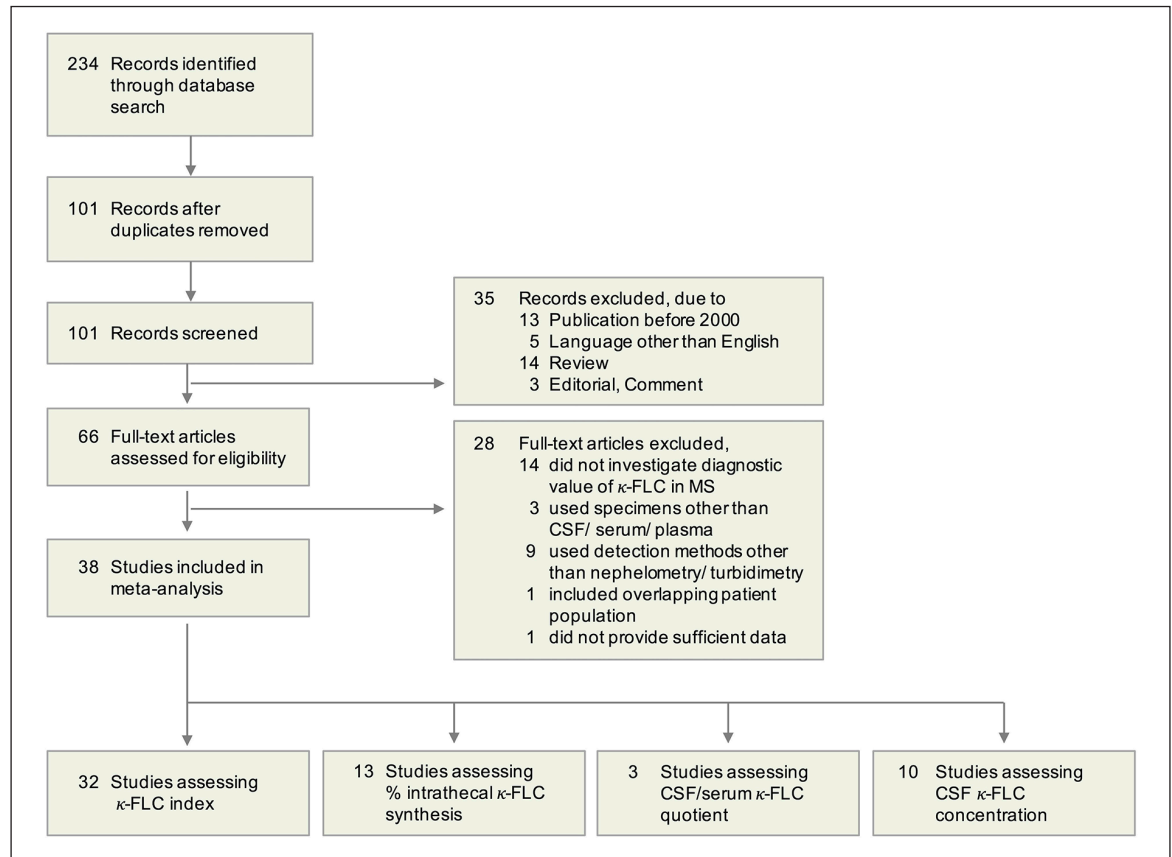 234 Records identified
through database
search
101 Records after
duplicates removed
101 Records screened
35 Records excluded, due to
13 Publication before 2000
5 Language other than English
14 Review
3 Editorial, Comment
66 Full-text articles
assessed for eligibility
28 Full-text articles excluded,
14 did not investigate diagnostic
value of κ-FLC in MS
3 used specimens other than
CSF/ serum/ plasma
9 used detection methods other
than nephelometry/ turbidimetry
1 included overlapping patient
population
1 did not provide sufficient data
38 Studies included in
meta-analysis
32 Studies assessing
κ-FLC index
13 Studies assessing
% intrathecal κ-FLC
synthesis
3 Studies assessing
CSF/serum κ-FLC
quotient
10 Studies assessing
CSF κ-FLC
concentration